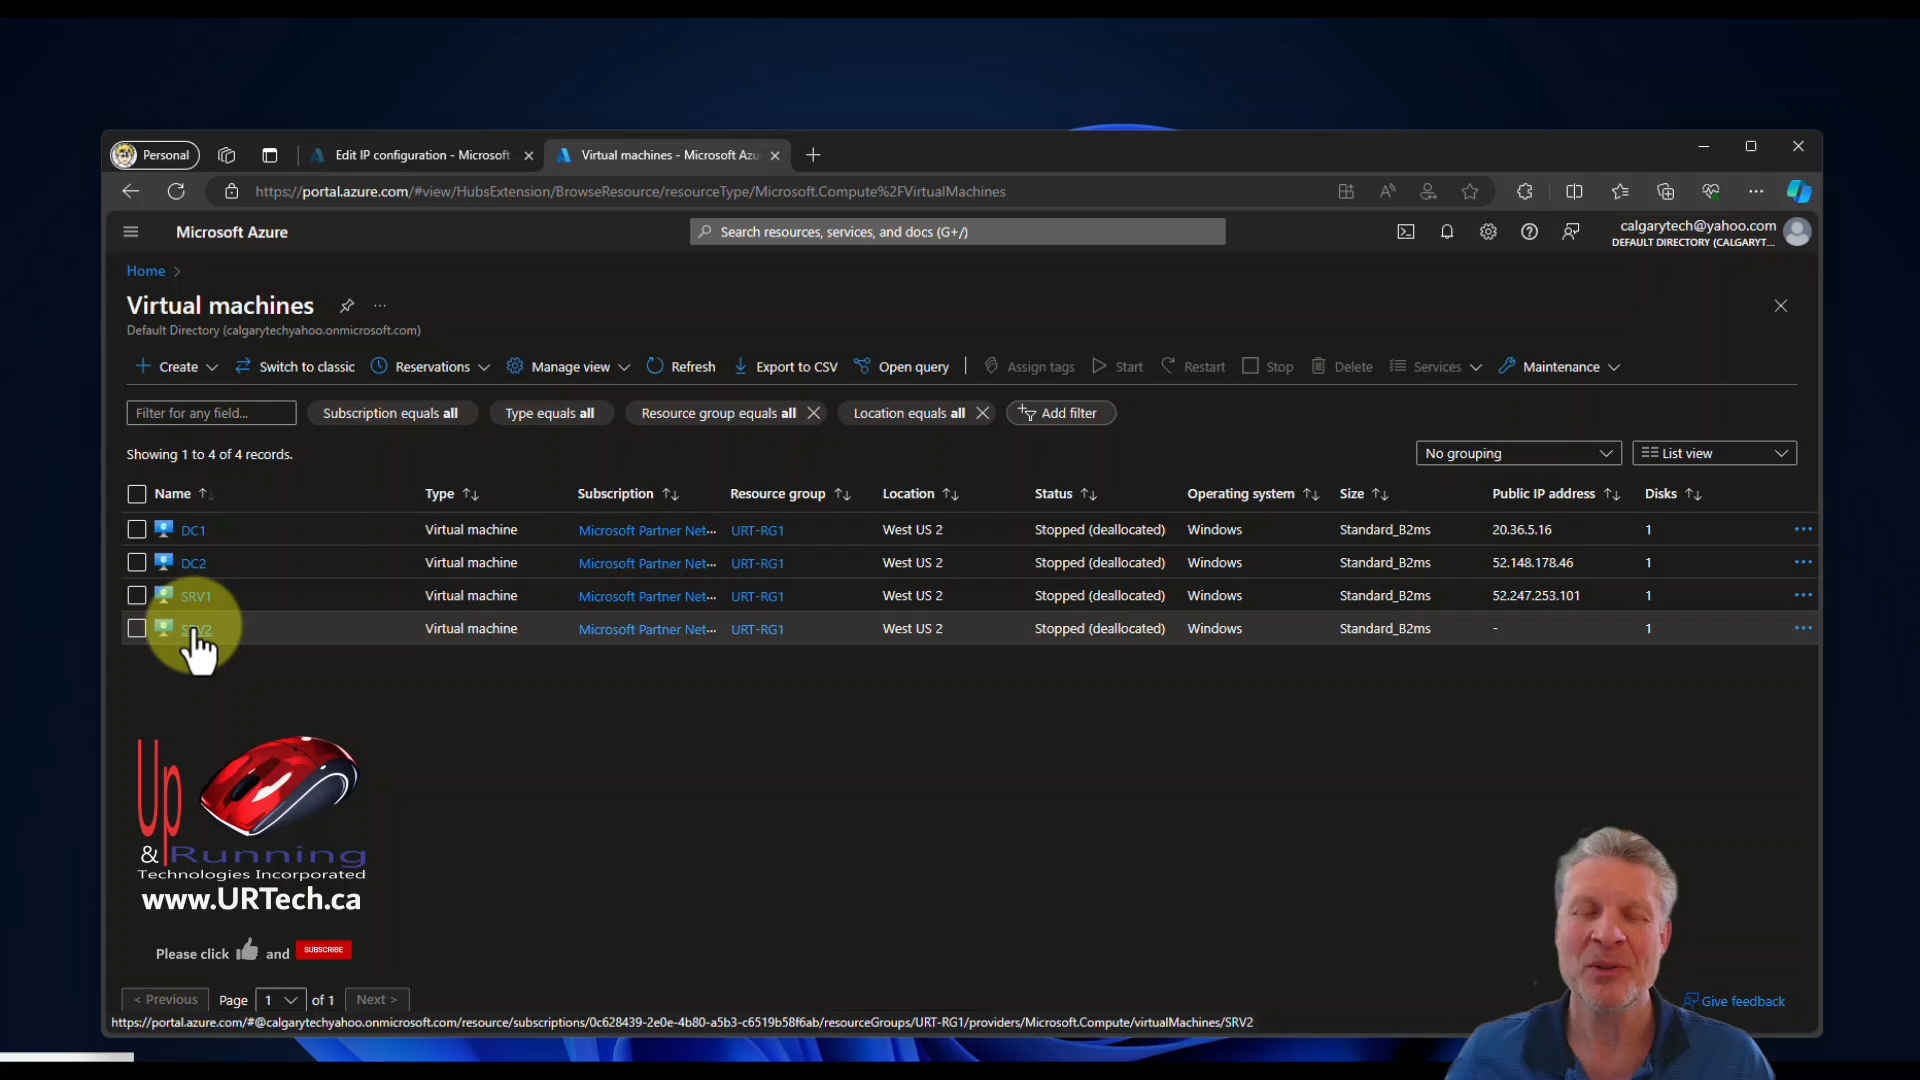 Personal
Edit IP configuration - Microsoft
Virtual machines - Microsoft Azu
https://portal.azure.com/#view/HubsExtension/BrowseResource/resourceType/Microsoft.Compute%2FVirtualMachines
Microsoft Azure
Search resources, services, and docs (G+/)
calgarytech@yahoo.com
DEFAULT DIRECTORY (CALGARYT...
Home
Virtual machines
Default Directory (calgarytechyahoo.onmicrosoft.com)
Create Switch to classic Reservations Manage view Refresh Export to CSV Open query Assign tags Start Restart Stop Delete Services Maintenance
Filter for any field... Subscription equals all Type equals all Resource group equals all Location equals all Add filter
Showing 1 to 4 of 4 records.
No grouping List view
Name Type Subscription Resource group Location Status Operating system Size Public IP address Disks
DC1 Virtual machine Microsoft Partner Net... URT-RG1 West US 2 Stopped (deallocated) Windows Standard_B2ms 20.36.5.16 1
DC2 Virtual machine Microsoft Partner Net... URT-RG1 West US 2 Stopped (deallocated) Windows Standard_B2ms 52.148.178.46 1
SRV1 Virtual machine Microsoft Partner Net... URT-RG1 West US 2 Stopped (deallocated) Windows Standard_B2ms 52.247.253.101 1
SRV2 Virtual machine Microsoft Partner Net... URT-RG1 West US 2 Stopped (deallocated) Windows Standard_B2ms - 1
Up
& Running
Technologies Incorporated
www.URTech.ca
Please click and SUBSCRIBE
< Previous Page 1 of 1 Next >
Give feedback
https://portal.azure.com/#@calgarytechyahoo.onmicrosoft.com/resource/subscriptions/0c628439-2e0e-4b80-a5b3-c6519b58f6ab/resourceGroups/URT-RG1/providers/Microsoft.Compute/virtualMachines/SRV2